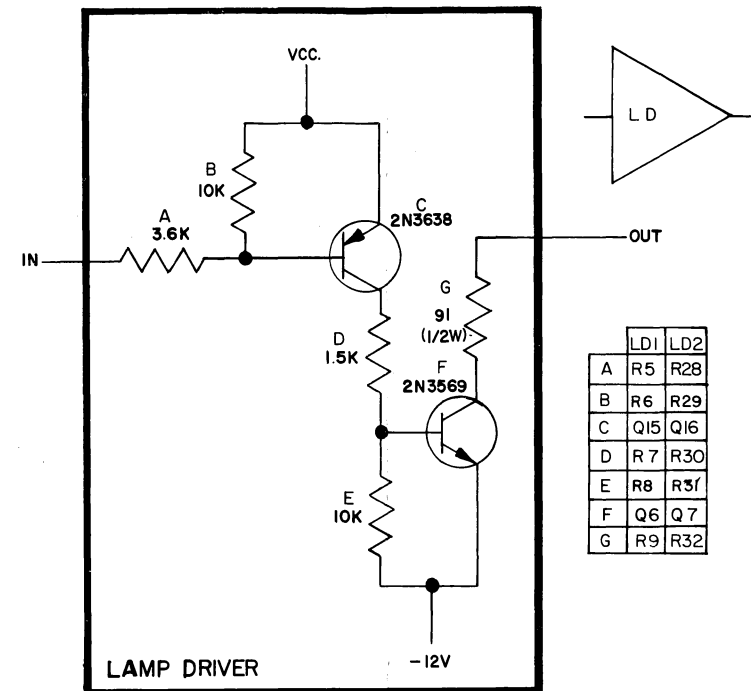 VCC.
B
10K
A
3.6K
IN
C
2N3638
LD
OUT
G
91
(1/2W)
D
1.5K
F
2N3569
E
10K
-12V
LAMP DRIVER
LD1 LD2
A R5 R28
B R6 R29
C Q15 Q16
D R7 R30
E R8 R31
F Q6 Q7
G R9 R32